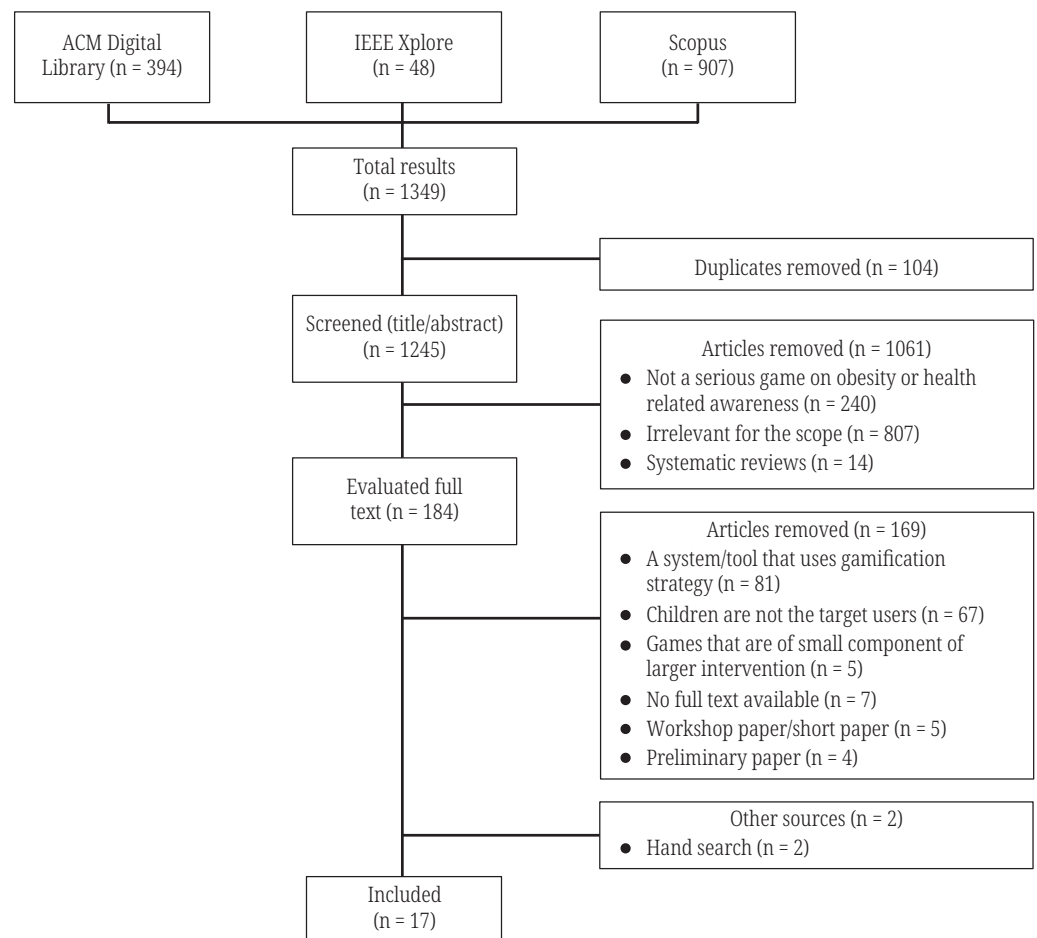 ACM Digital
Library (n = 394)
IEEE Xplore
(n = 48)
Scopus
(n = 907)
Total results
(n = 1349)
Duplicates removed (n = 104)
Screened (title/abstract)
(n = 1245)
Articles removed (n = 1061)
● Not a serious game on obesity or health
related awareness (n = 240)
● Irrelevant for the scope (n = 807)
● Systematic reviews (n = 14)
Evaluated full
text (n = 184)
Articles removed (n = 169)
● A system/tool that uses gamification
strategy (n = 81)
● Children are not the target users (n = 67)
● Games that are of small component of
larger intervention (n = 5)
● No full text available (n = 7)
● Workshop paper/short paper (n = 5)
● Preliminary paper (n = 4)
Other sources (n = 2)
● Hand search (n = 2)
Included
(n = 17)